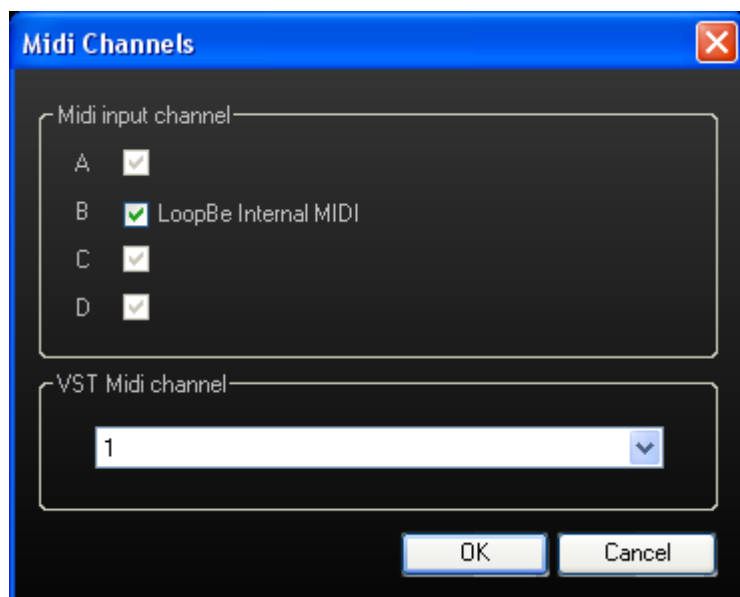 Midi Channels
Midi input channel
A
B LoopBe Internal MIDI
C
D
VST Midi channel
1
OK Cancel